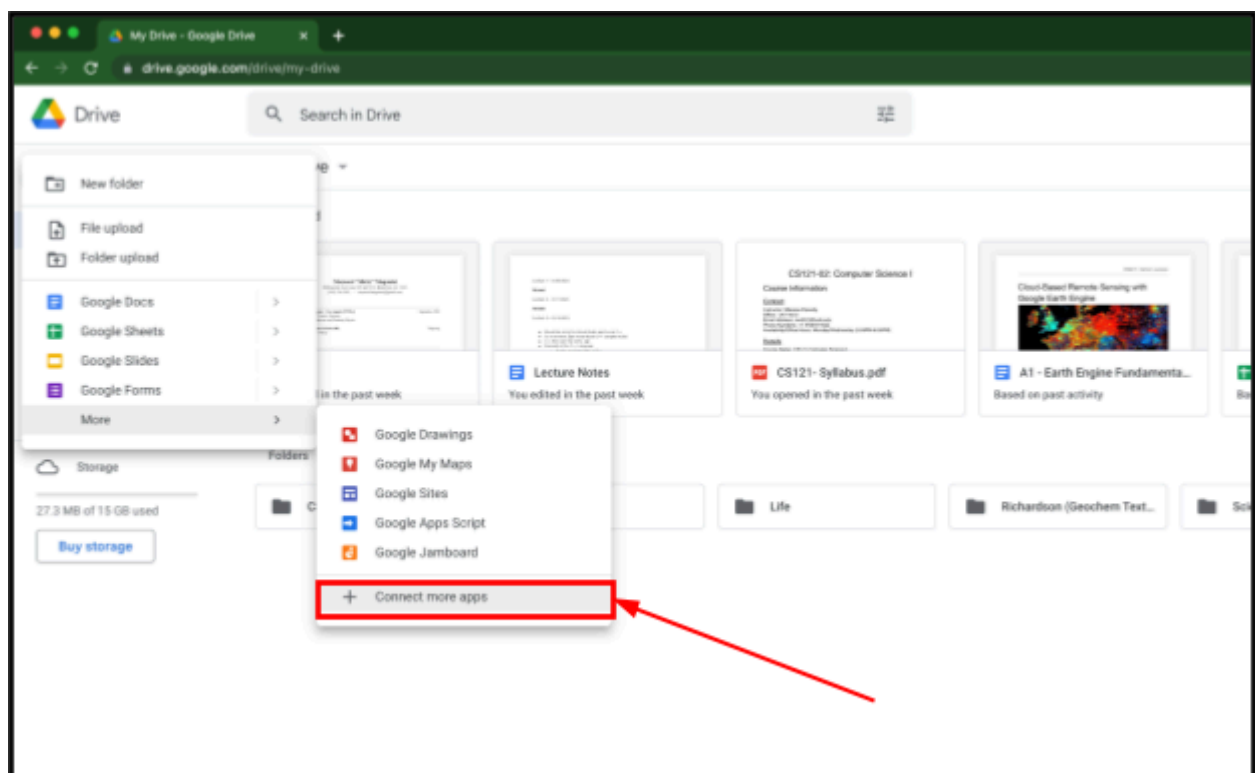 My Drive - Google Drive
drive.google.com/drive/my-drive
Drive
Search in Drive
New folder
File upload
Folder upload
Google Docs
Google Sheets
Google Slides
Google Forms
More
Storage
27.3 MB of 15 GB used
Buy storage
CS121-02: Computer Science I
Course Information
Cloud-Based Remote Sensing with
Google Earth Engine
Lecture Notes
CS121- Syllabus.pdf
A1 - Earth Engine Fundamenta...
in the past week
You edited in the past week
You opened in the past week
Based on past activity
Folders
Life
Richardson (Geochem Text...
Google Drawings
Google My Maps
Google Sites
Google Apps Script
Google Jamboard
Connect more apps